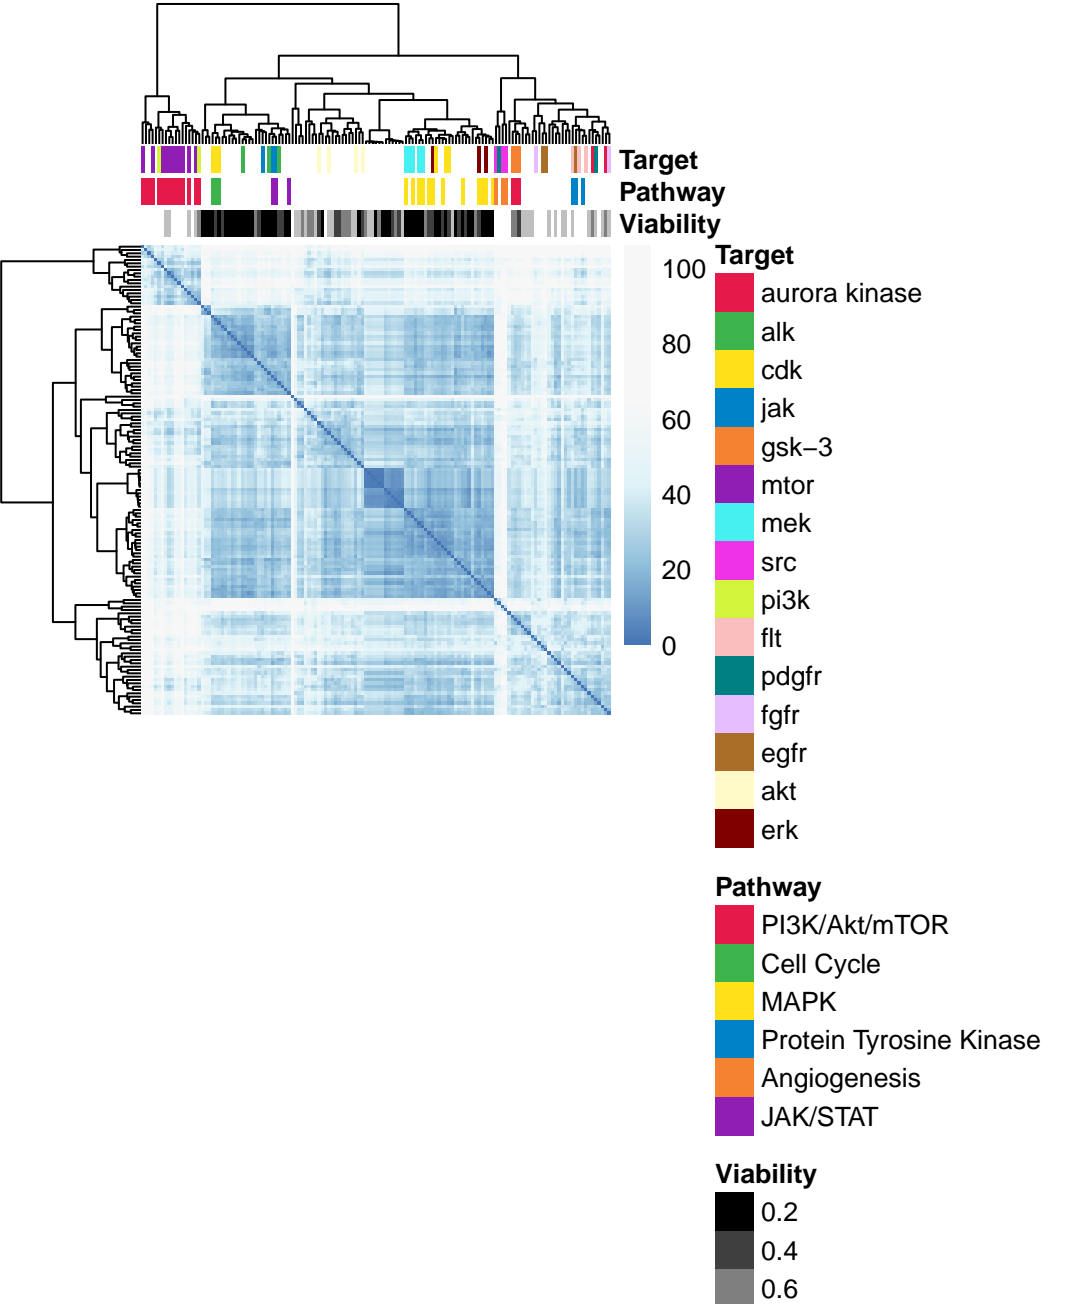 Target
Pathway
Viability
100
80
60
40
20
0
Target
aurora kinase
alk
cdk
jak
gsk−3
mtor
mek
src
pi3k
flt
pdgfr
fgfr
egfr
akt
erk
Pathway
PI3K/Akt/mTOR
Cell Cycle
MAPK
Protein Tyrosine Kinase
Angiogenesis
JAK/STAT
Viability
0.2
0.4
0.6